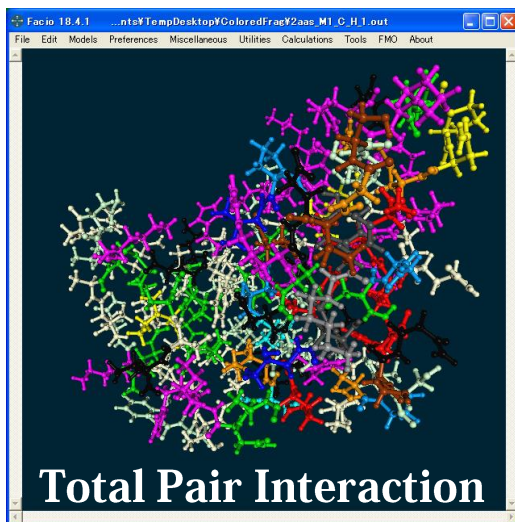 Facio 18.4.1 ...nts¥TempDesktop¥ColoredFrag¥2aas_M1_C_H_1.out
File Edit Models Preferences Miscellaneous Utilities Calculations Tools FMO About
Total Pair Interaction